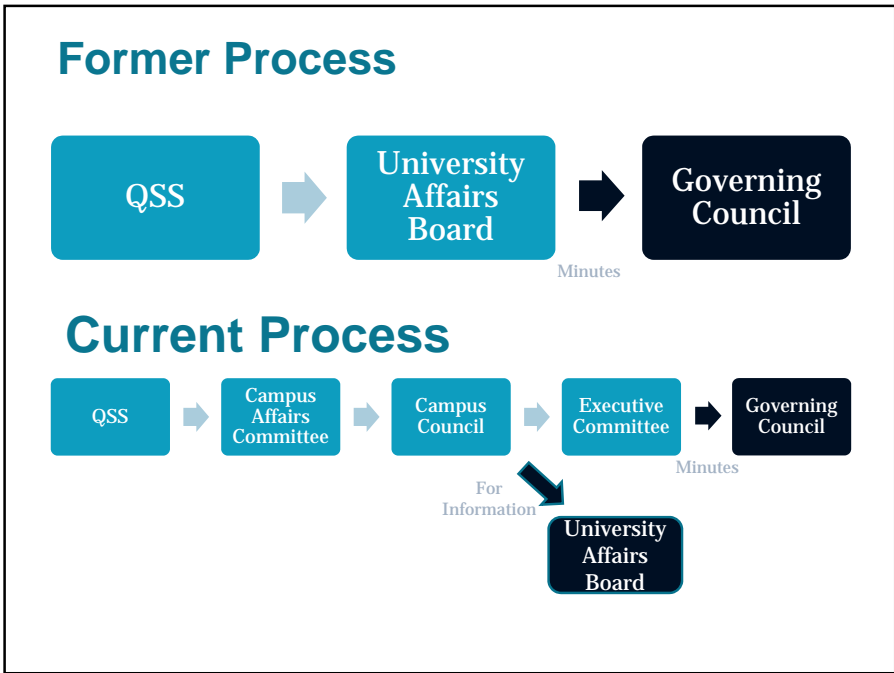 Former Process
QSS
University
Affairs
Board
Governing
Council
Minutes
Current Process
QSS
Campus
Affairs
Committee
Campus
Council
Executive
Committee
Governing
Council
Minutes
For
Information
University
Affairs
Board